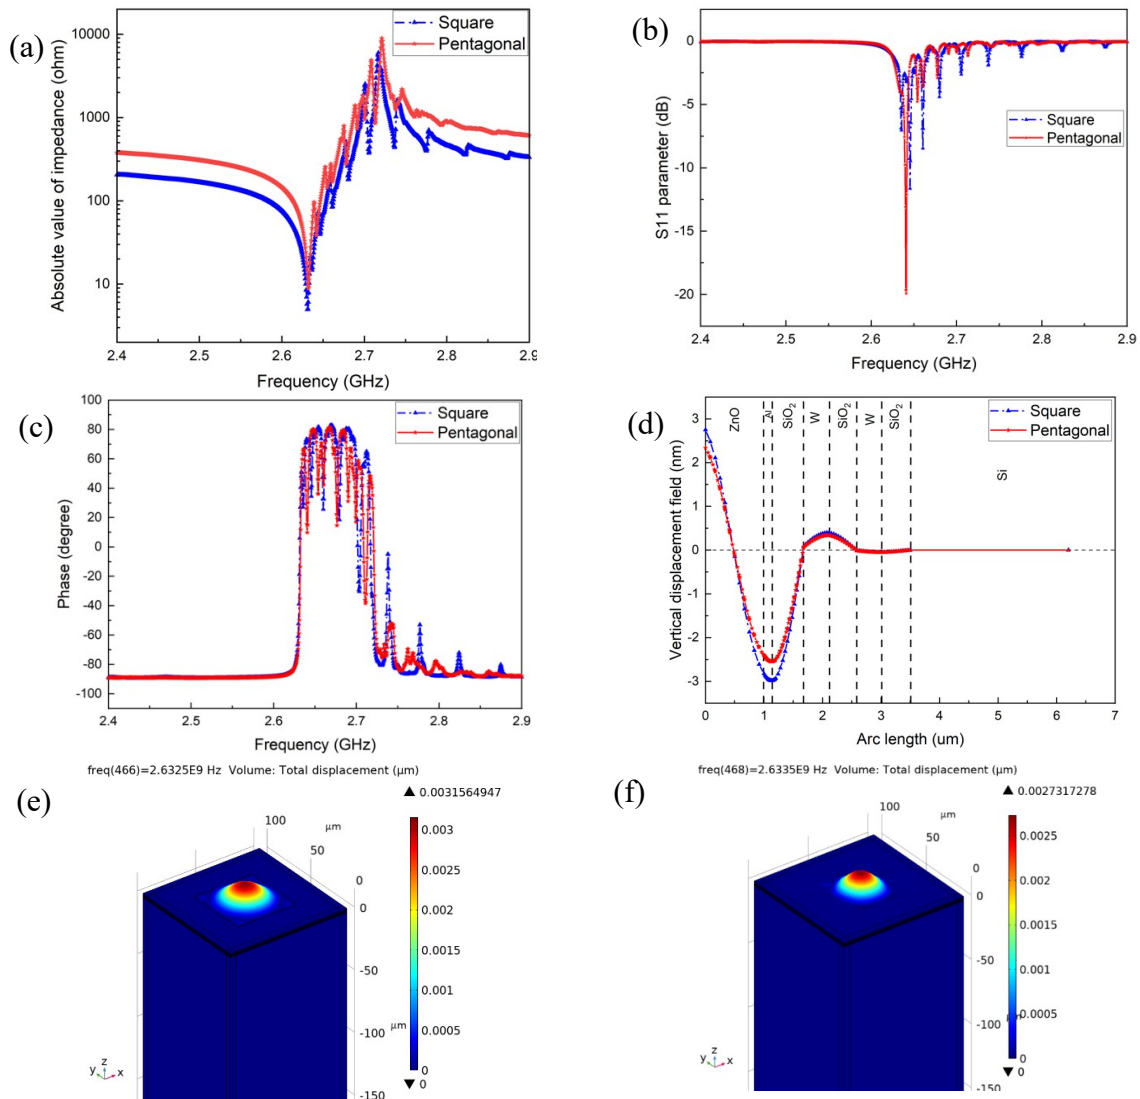 (a)
Absolute value of impedance (ohm)
10000
1000
100
10
Square
Pentagonal
2.4 2.5 2.6 2.7 2.8 2.9
Frequency (GHz)
(b)
S11 parameter (dB)
0
-5
-10
-15
-20
Square
Pentagonal
2.4 2.5 2.6 2.7 2.8 2.9
Frequency (GHz)
(c)
Phase (degree)
100
80
60
40
20
0
-20
-40
-60
-80
-100
Square
Pentagonal
2.4 2.5 2.6 2.7 2.8 2.9
Frequency (GHz)
(d)
Vertical displacement field (nm)
3
2
1
0
-1
-2
-3
ZnO Al SiO2 W SiO2 W SiO2 Si
Square
Pentagonal
0 1 2 3 4 5 6 7
Arc length (um)
freq(466)=2.6325E9 Hz Volume: Total displacement (μm)
(e)
▲ 0.0031564947
100
μm
50
0
0
-50
-100
μm
-150
0.003
0.0025
0.002
0.0015
0.001
0.0005
0
▼ 0
z
y x
freq(468)=2.6335E9 Hz Volume: Total displacement (μm)
(f)
▲ 0.0027317278
100
μm
50
0
0
-50
-100
-150
0.0025
0.002
0.0015
0.001
0.0005
0
▼ 0
z
y x